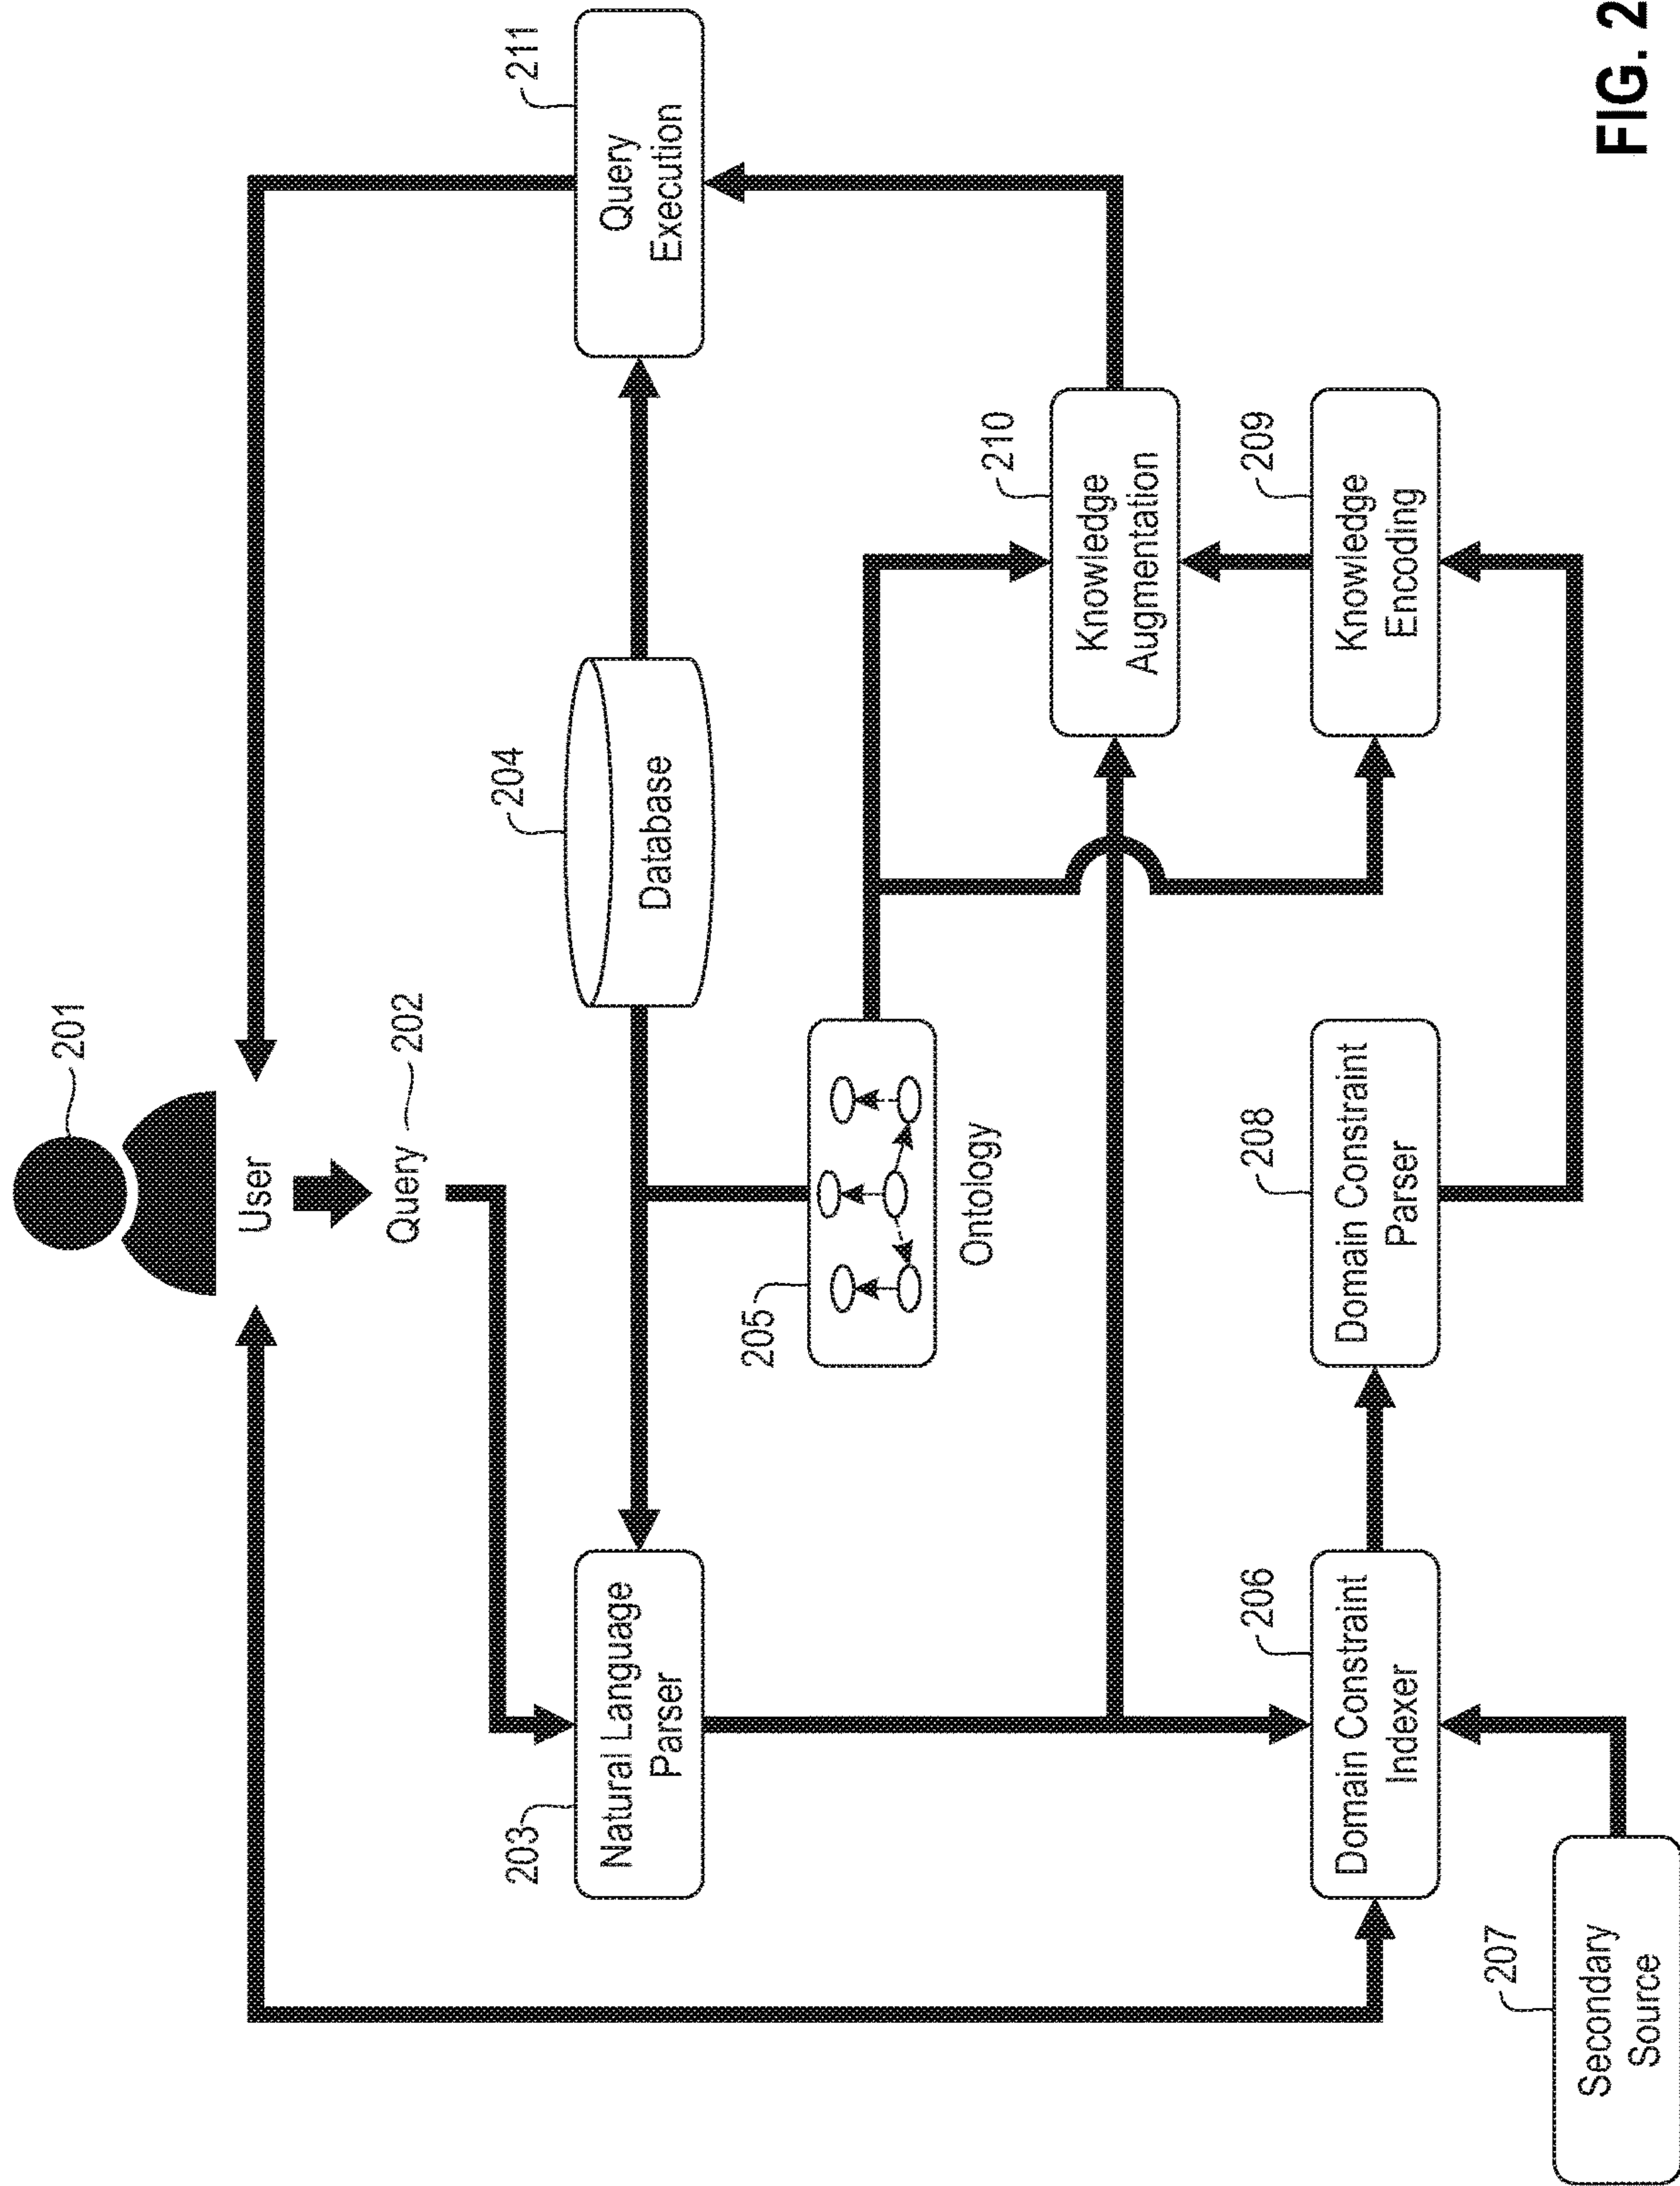 201
User
Query
202
211
Query
Execution
204
Database
203
Natural Language
Parser
205
Ontology
210
Knowledge
Augmentation
209
Knowledge
Encoding
208
Domain Constraint
Parser
206
Domain Constraint
Indexer
207
Secondary
Source
FIG. 2